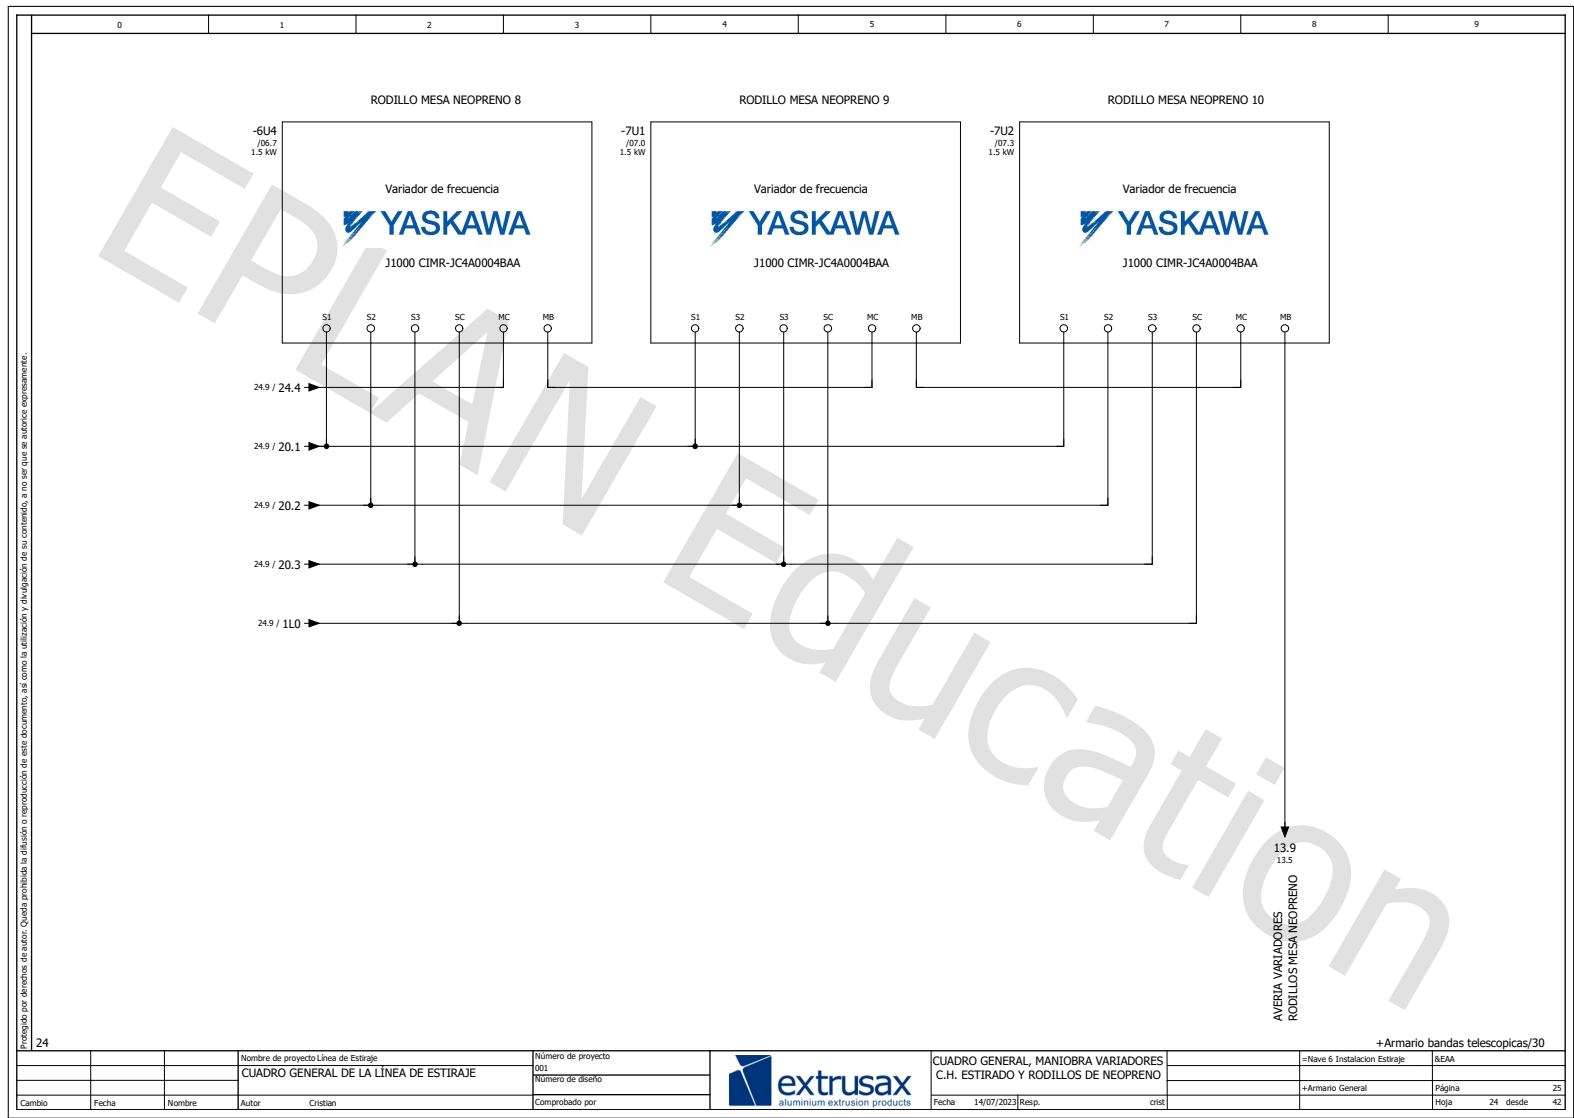 0 1 2 3 4 5 6 7 8 9
RODILLO MESA NEOPRENO 8
RODILLO MESA NEOPRENO 9
RODILLO MESA NEOPRENO 10
-6U4
/06.7
1.5 kW
Variador de frecuencia
YASKAWA
J1000 CIMR-JC4A0004BAA
S1 S2 S3 SC MC MB
-7U1
/07.0
1.5 kW
Variador de frecuencia
YASKAWA
J1000 CIMR-JC4A0004BAA
S1 S2 S3 SC MC MB
-7U2
/07.3
1.5 kW
Variador de frecuencia
YASKAWA
J1000 CIMR-JC4A0004BAA
S1 S2 S3 SC MC MB
24.9 / 24.4
24.9 / 20.1
24.9 / 20.2
24.9 / 20.3
24.9 / 1L0
13.9
13.5
AVERIA VARIADORES
RODILLOS MESA NEOPRENO
EPLAN Education
Protegido por derechos de autor. Queda prohibida la difusión o reproducción de este documento, así como la utilización y divulgación de su contenido, a no ser que se autorice expresamente.
24
+Armario bandas telescopicas/30
Cambio
Fecha
Nombre
Nombre de proyecto Línea de Estiraje
CUADRO GENERAL DE LA LÍNEA DE ESTIRAJE
Autor Cristian
Número de proyecto
001
Número de diseño
Comprobado por
extrusax
aluminium extrusion products
CUADRO GENERAL, MANIOBRA VARIADORES
C.H. ESTIRADO Y RODILLOS DE NEOPRENO
Fecha 14/07/2023 Resp. crist
=Nave 6 Instalacion Estiraje
+Armario General
&EAA
Página 25
Hoja 24 desde 42